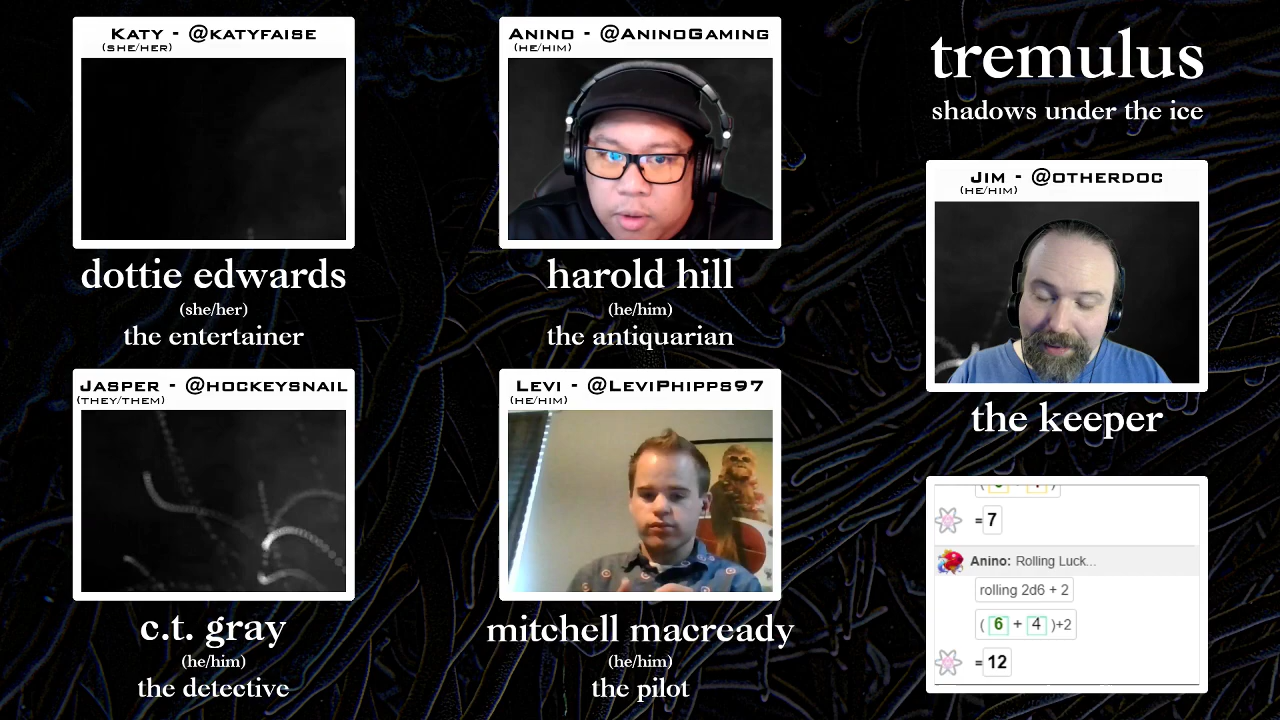 KATY - @KATYFAISE
(SHE/HER)
dottie edwards
(she/her)
the entertainer
ANINO - @ANINOGAMING
(HE/HIM)
harold hill
(he/him)
the antiquarian
tremulus
shadows under the ice
JIM - @OTHERDOC
(HE/HIM)
the keeper
JASPER - @HOCKEYSNAIL
(THEY/THEM)
c.t. gray
(he/him)
the detective
LEVI - @LEVIPHIPPS97
(HE/HIM)
mitchell macready
(he/him)
the pilot
=7
Anino: Rolling Luck...
rolling 2d6 + 2
( 6 + 4 )+2
=12